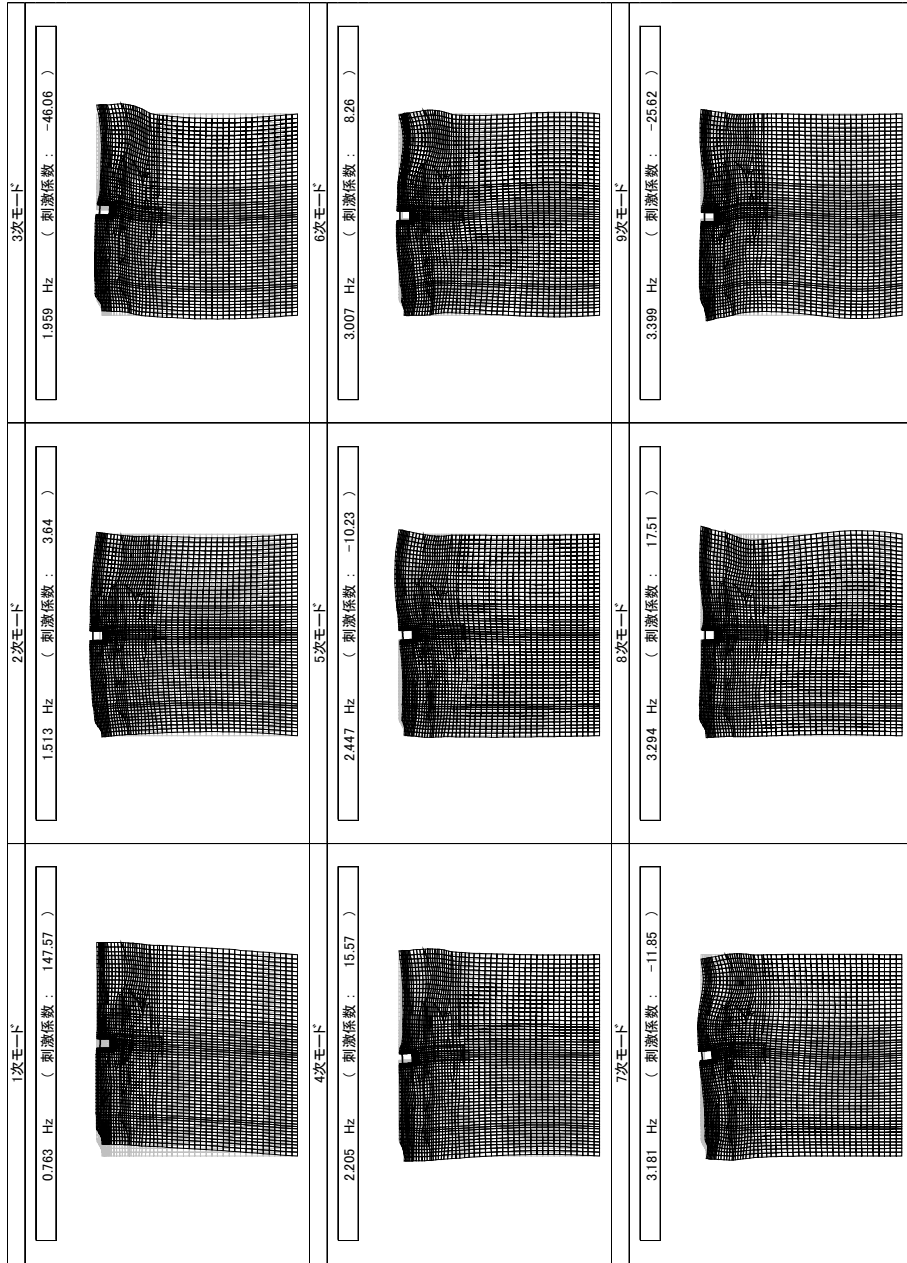 1次モード
0.763 Hz ( 刺激係数： 147.57 )
2次モード
1.513 Hz ( 刺激係数： 3.64 )
3次モード
1.959 Hz ( 刺激係数： -46.06 )
4次モード
2.205 Hz ( 刺激係数： 15.57 )
5次モード
2.447 Hz ( 刺激係数： -10.23 )
6次モード
3.007 Hz ( 刺激係数： 8.26 )
7次モード
3.181 Hz ( 刺激係数： -11.85 )
8次モード
3.294 Hz ( 刺激係数： 17.51 )
9次モード
3.399 Hz ( 刺激係数： -25.62 )